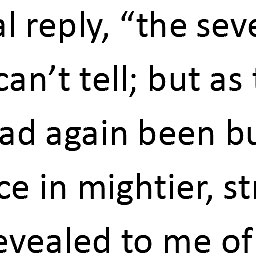 al reply, “the seve
can’t tell; but as
ad again been bu
ce in mightier, str
evealed to me of